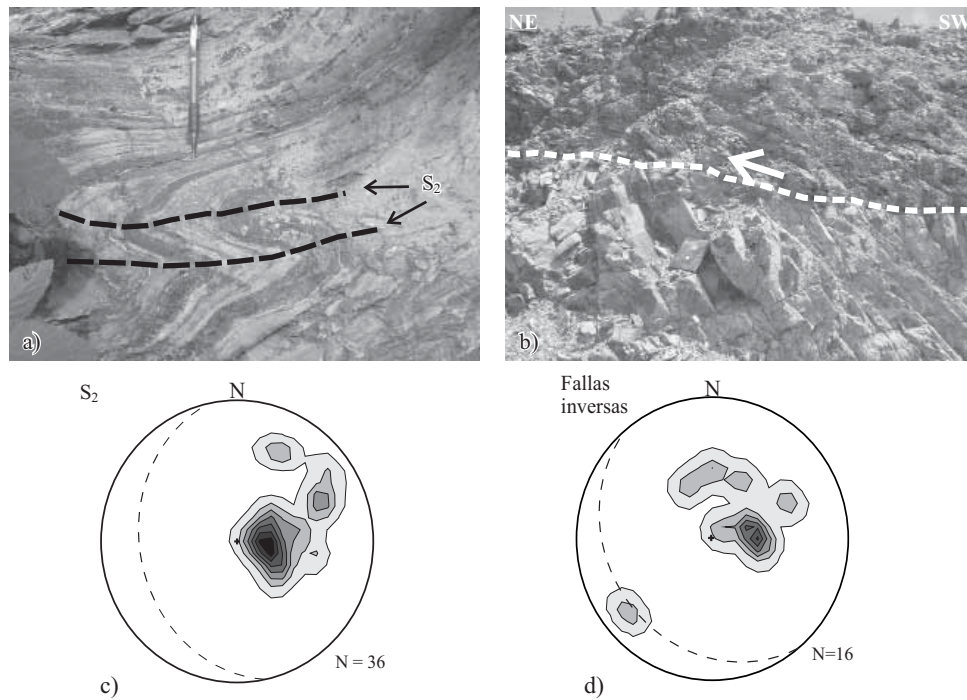 NE
SW
S2
a)
b)
S2
N
N = 36
c)
Fallas
inversas
N
N=16
d)